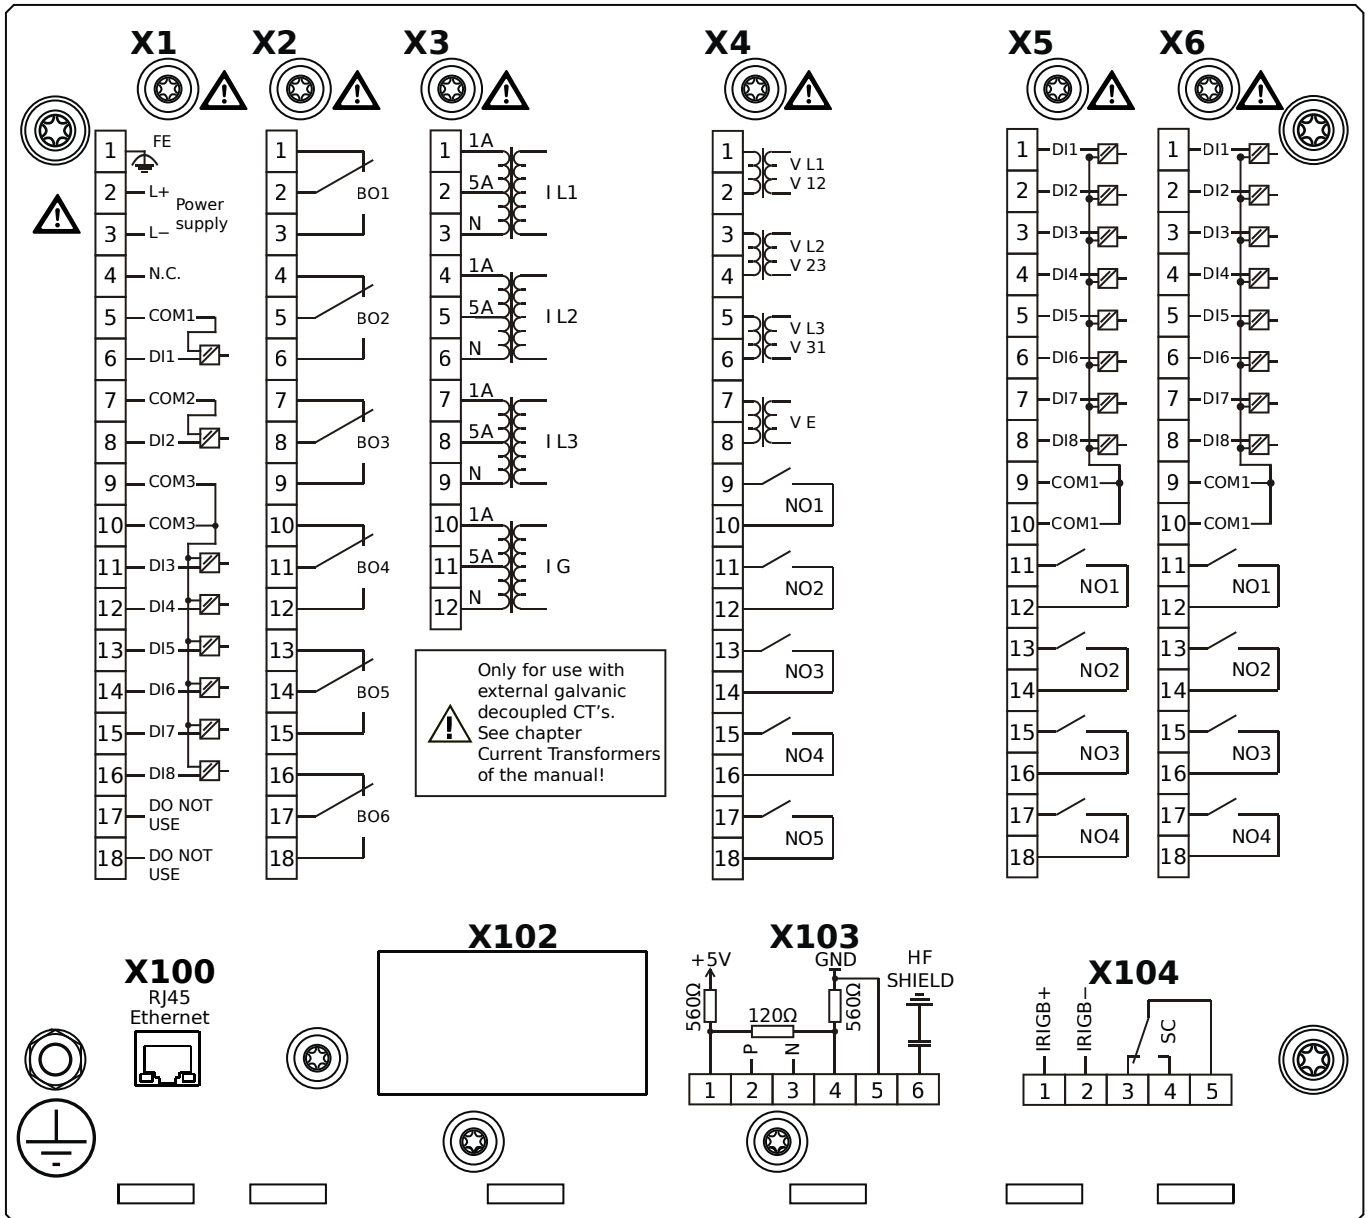 X1
1 FE
2 L+
Power
supply
3 L−
4 N.C.
5 COM1
6 DI1
7 COM2
8 DI2
9 COM3
10 COM3
11 DI3
12 DI4
13 DI5
14 DI6
15 DI7
16 DI8
17 DO NOT
USE
18 DO NOT
USE
X2
1
2 BO1
3
4
5 BO2
6
7
8 BO3
9
10
11 BO4
12
13
14 BO5
15
16
17 BO6
18
X3
1 1A
2 5A I L1
3 N
4 1A
5 5A I L2
6 N
7 1A
8 5A I L3
9 N
10 1A
11 5A I G
12 N
Only for use with
external galvanic
decoupled CT's.
See chapter
Current Transformers
of the manual!
X4
1 V L1
2 V 12
3 V L2
4 V 23
5 V L3
6 V 31
7
V E
8
9
NO1
10
11
NO2
12
13
NO3
14
15
NO4
16
17
NO5
18
X5
1 DI1
2 DI2
3 DI3
4 DI4
5 DI5
6 DI6
7 DI7
8 DI8
9 COM1
10 COM1
11
NO1
12
13
NO2
14
15
NO3
16
17
NO4
18
X6
1 DI1
2 DI2
3 DI3
4 DI4
5 DI5
6 DI6
7 DI7
8 DI8
9 COM1
10 COM1
11
NO1
12
13
NO2
14
15
NO3
16
17
NO4
18
X100
RJ45
Ethernet
X102
X103
+5V GND HF
SHIELD
560Ω 120Ω 560Ω
P N
1 2 3 4 5 6
X104
IRIGB+ IRIGB− SC
1 2 3 4 5